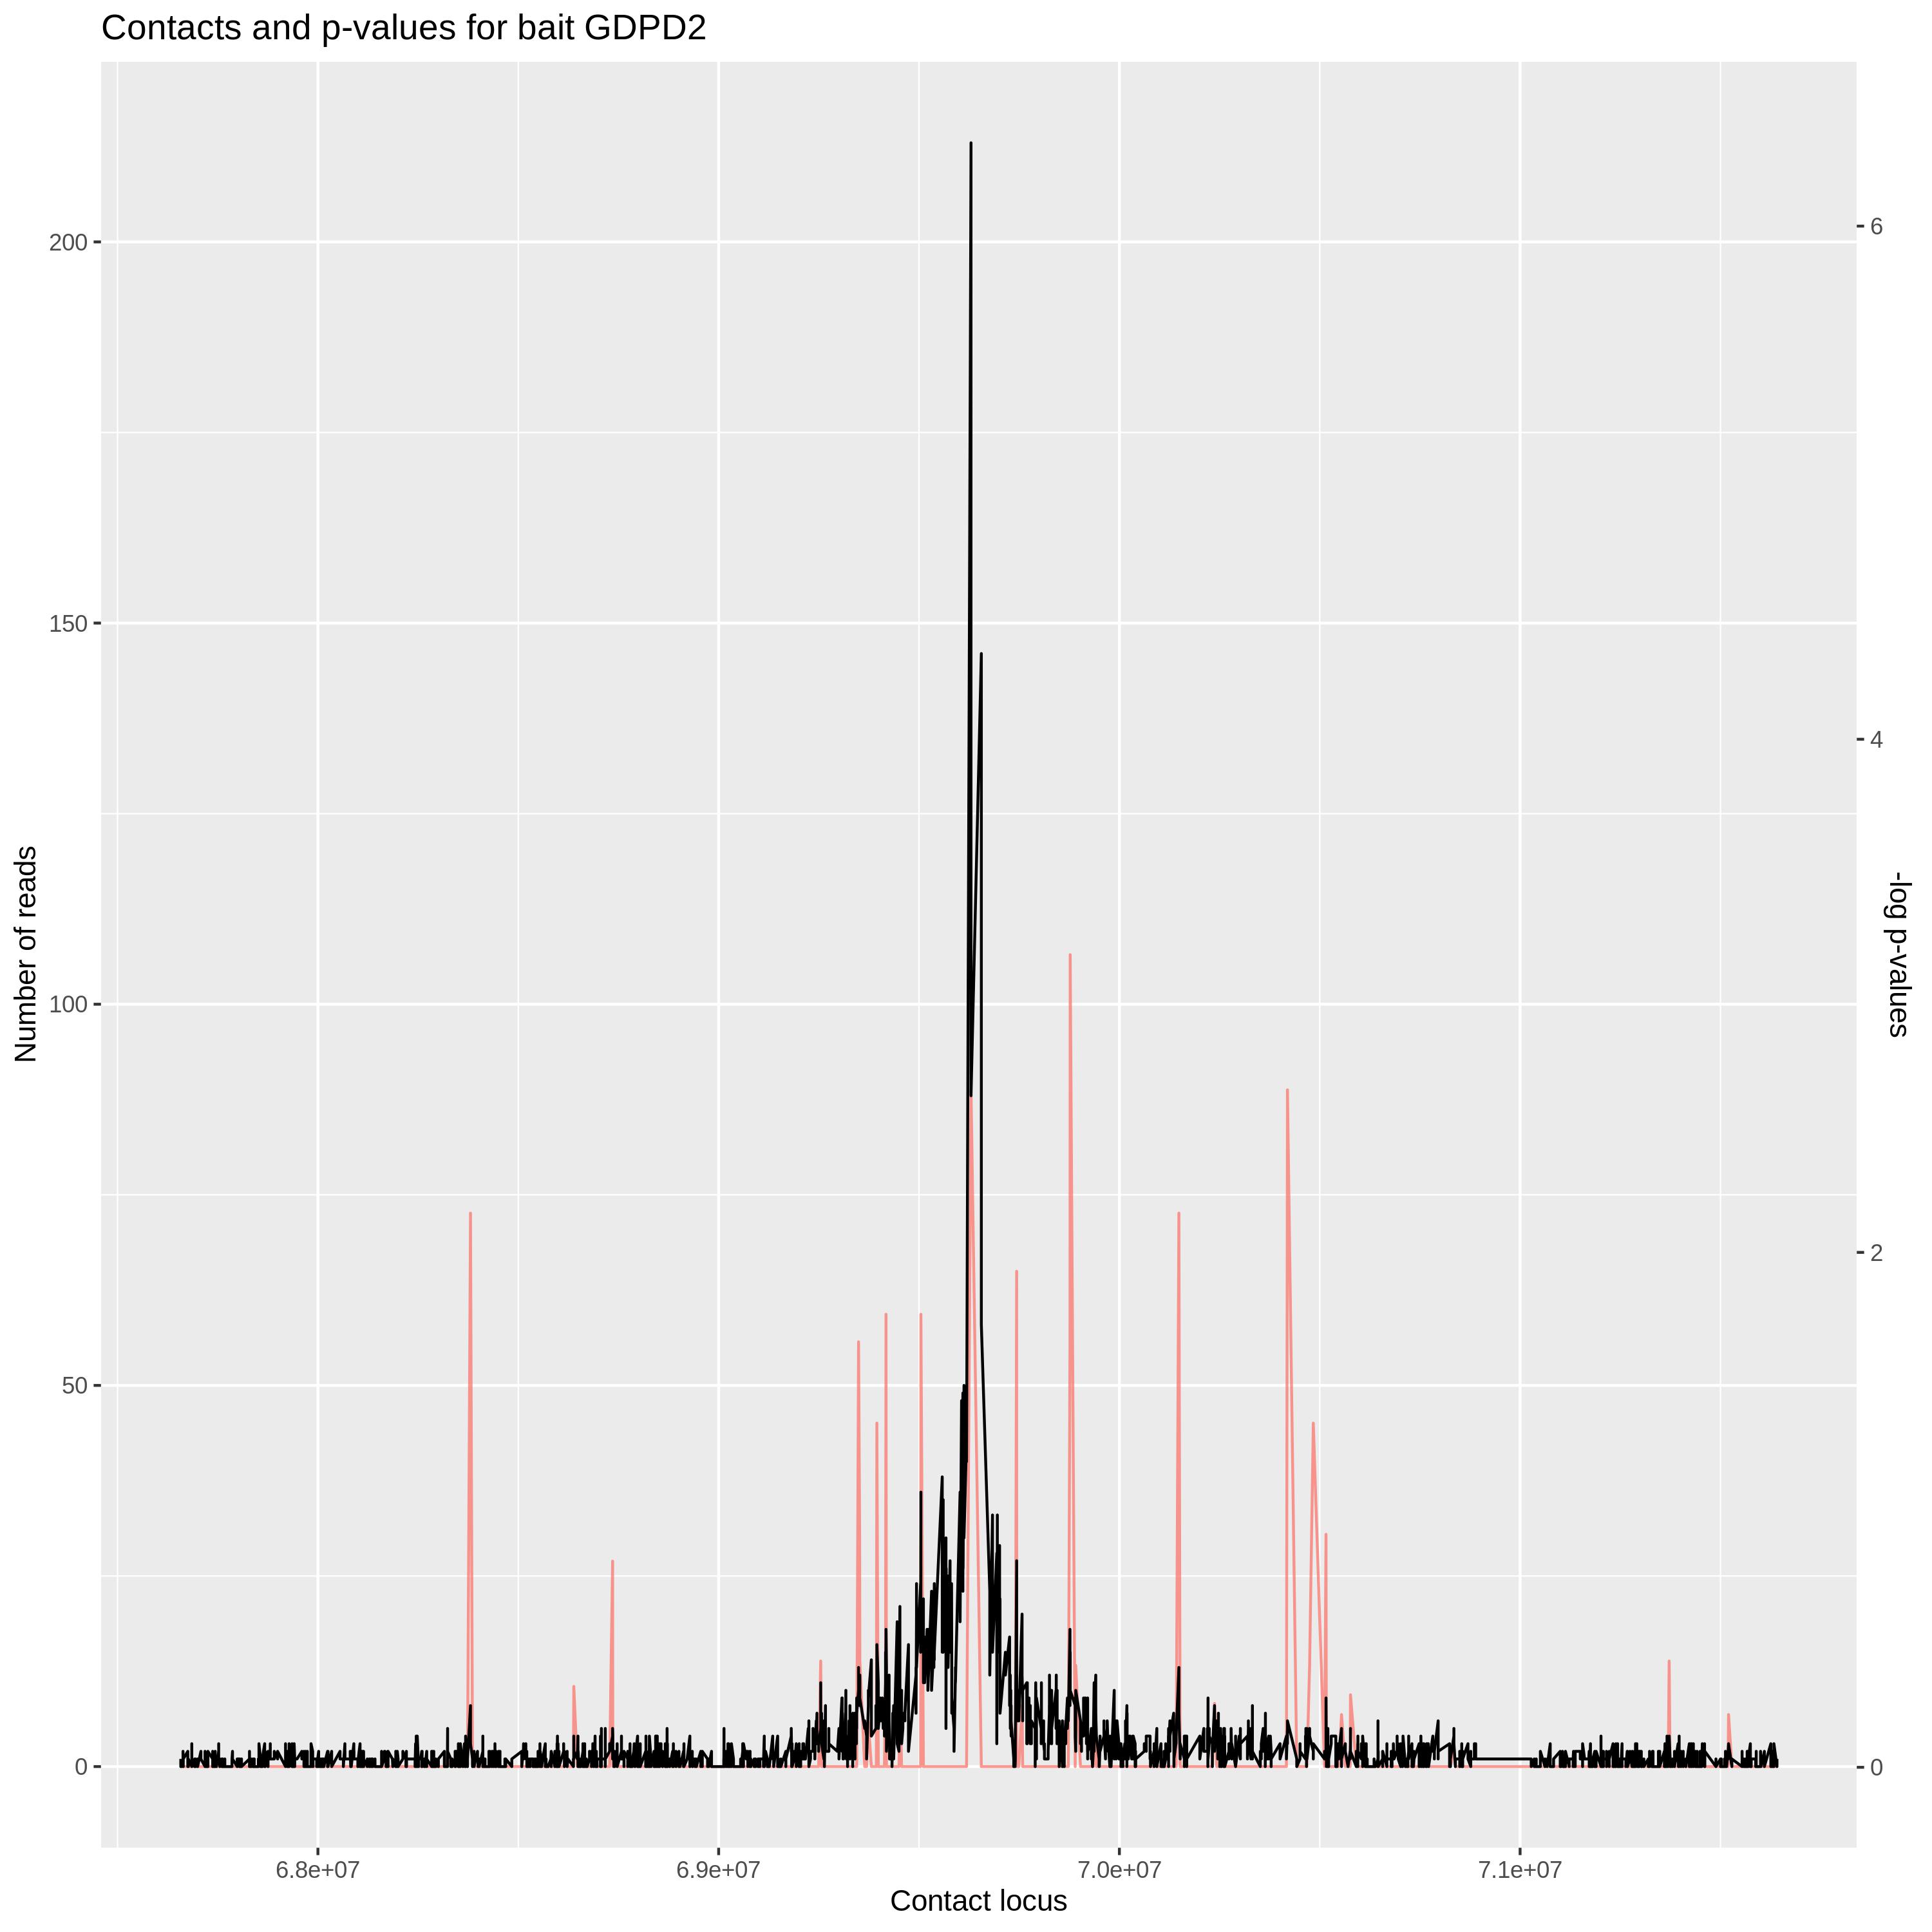 Contacts and p-values for bait GDPD2
200
150
100
50
0
Number of reads
6
4
2
0
-log p-values
6.8e+07
6.9e+07
7.0e+07
7.1e+07
Contact locus